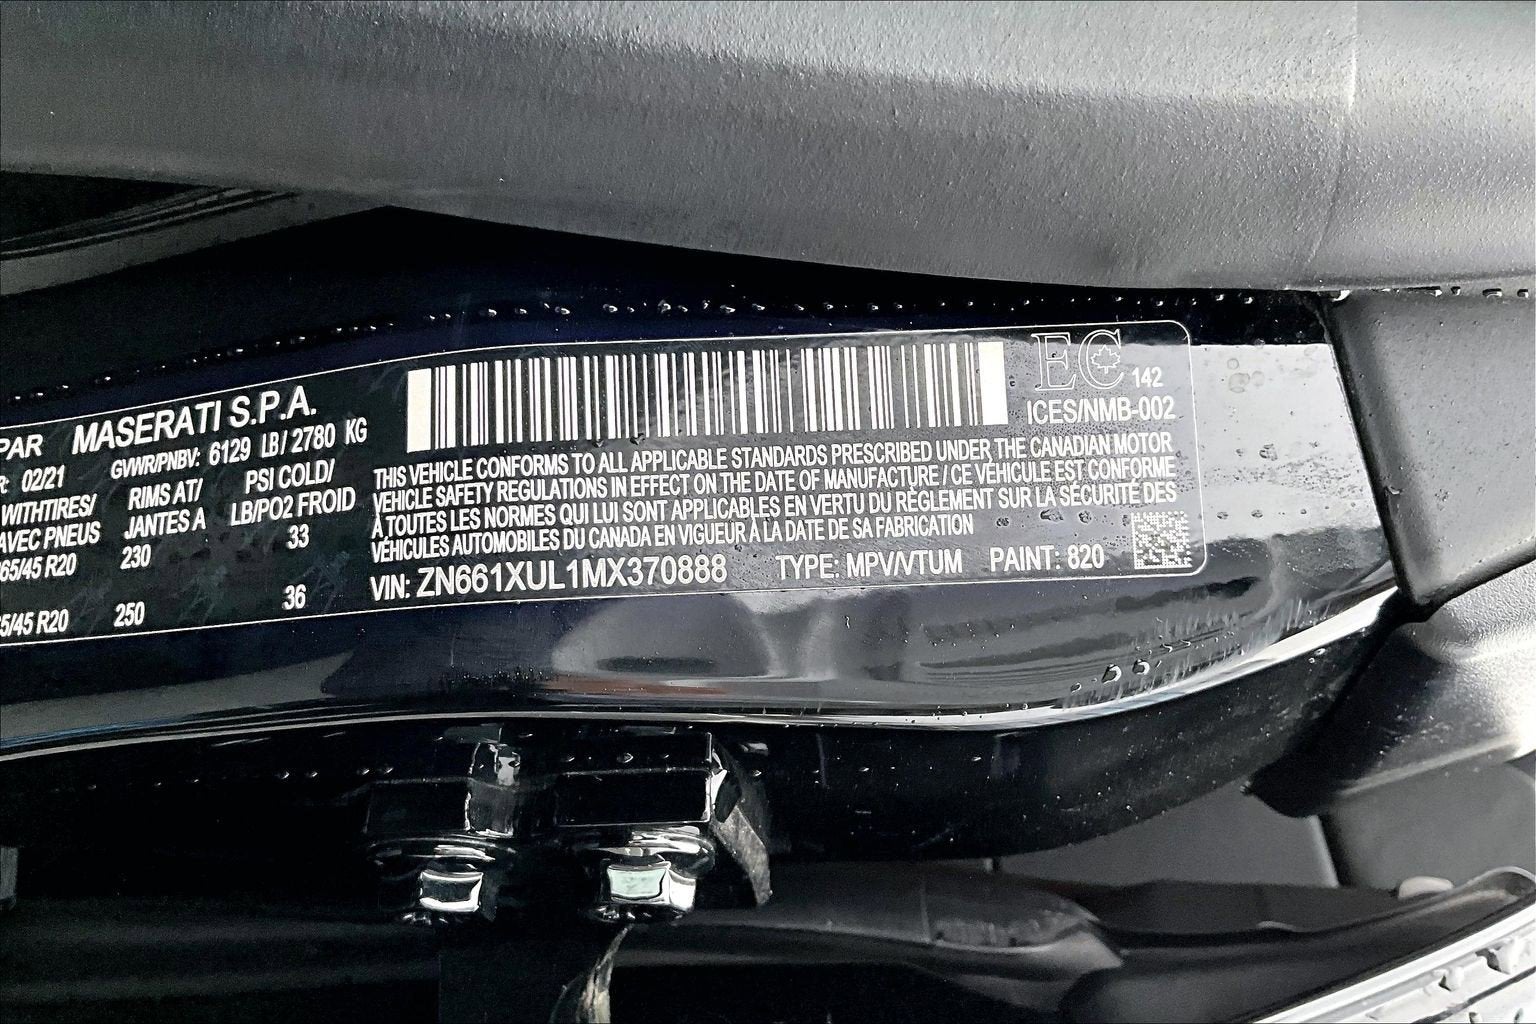 PAR MASERATI S.P.A.
R: 02/21 GVWR/PNBV: 6129 LB/ 2780 KG
WITHTIRES/ RIMS AT/ PSI COLD/
AVEC PNEUS JANTES A LB/PO2 FROID
65/45 R20 230 33
5/45 R20 250 36
EC 142
ICES/NMB-002
THIS VEHICLE CONFORMS TO ALL APPLICABLE STANDARDS PRESCRIBED UNDER THE CANADIAN MOTOR
VEHICLE SAFETY REGULATIONS IN EFFECT ON THE DATE OF MANUFACTURE / CE VÉHICULE EST CONFORME
À TOUTES LES NORMES QUI LUI SONT APPLICABLES EN VERTU DU RÈGLEMENT SUR LA SÉCURITÉ DES
VÉHICULES AUTOMOBILES DU CANADA EN VIGUEUR À LA DATE DE SA FABRICATION
VIN: ZN661XUL1MX370888 TYPE: MPV/VTUM PAINT: 820